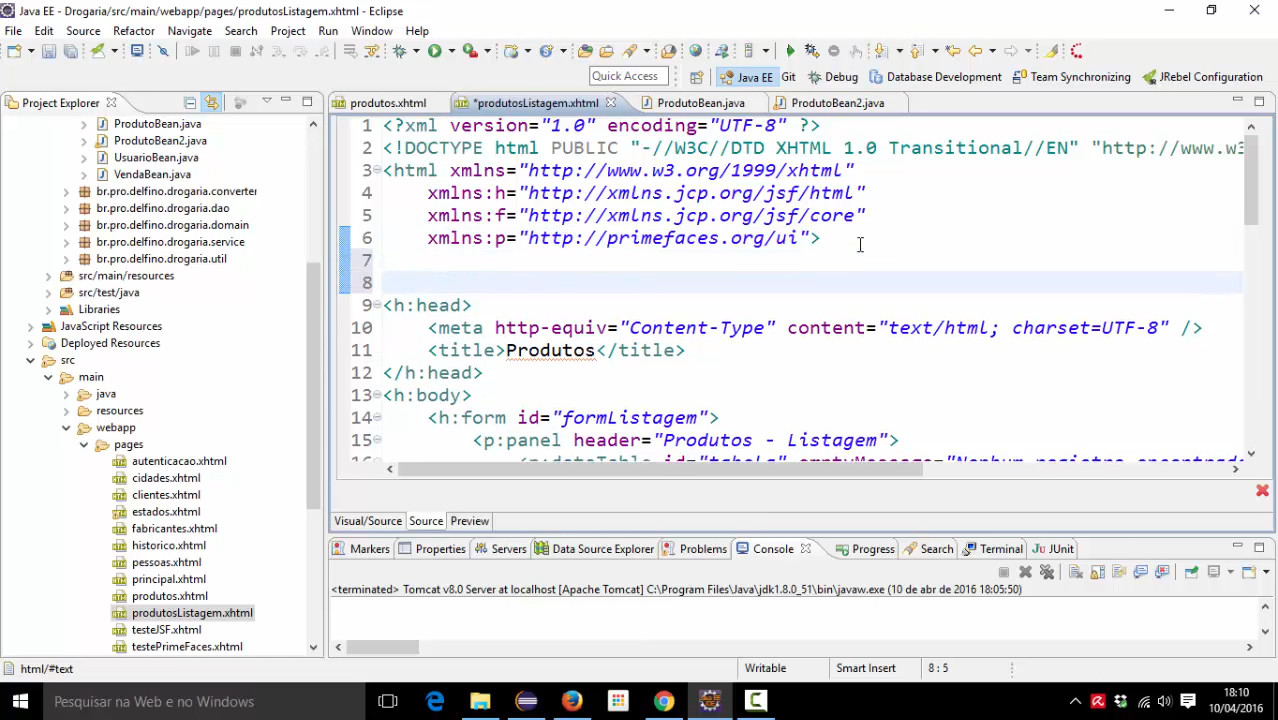 Java EE - Drogaria/src/main/webapp/pages/produtosListagem.xhtml - Eclipse
File Edit Source Refactor Navigate Search Project Run Window Help
Quick Access Java EE Git Debug Database Development Team Synchronizing JRebel Configuration
Project Explorer
ProdutoBean.java
ProdutoBean2.java
UsuarioBean.java
VendaBean.java
br.pro.delfino.drogaria.converter
br.pro.delfino.drogaria.dao
br.pro.delfino.drogaria.domain
br.pro.delfino.drogaria.service
br.pro.delfino.drogaria.util
src/main/resources
src/test/java
Libraries
JavaScript Resources
Deployed Resources
src
main
java
resources
webapp
pages
autenticacao.xhtml
cidades.xhtml
clientes.xhtml
estados.xhtml
fabricantes.xhtml
historico.xhtml
pessoas.xhtml
principal.xhtml
produtos.xhtml
produtosListagem.xhtml
testeJSF.xhtml
testePrimeFaces.xhtml
produtos.xhtml *produtosListagem.xhtml ProdutoBean.java ProdutoBean2.java
1 <?xml version="1.0" encoding="UTF-8" ?>
2 <!DOCTYPE html PUBLIC "-//W3C//DTD XHTML 1.0 Transitional//EN" "http://www.w3
3 <html xmlns="http://www.w3.org/1999/xhtml"
4 xmlns:h="http://xmlns.jcp.org/jsf/html"
5 xmlns:f="http://xmlns.jcp.org/jsf/core"
6 xmlns:p="http://primefaces.org/ui">
7
8
9 <h:head>
10 <meta http-equiv="Content-Type" content="text/html; charset=UTF-8" />
11 <title>Produtos</title>
12 </h:head>
13 <h:body>
14 <h:form id="formListagem">
15 <p:panel header="Produtos - Listagem">
16 <p:dataTable id="tabela" emptyMessage="Nenhum registro encontrado
Visual/Source Source Preview
Markers Properties Servers Data Source Explorer Problems Console Progress Search Terminal JUnit
<terminated> Tomcat v8.0 Server at localhost [Apache Tomcat] C:\Program Files\Java\jdk1.8.0_51\bin\javaw.exe (10 de abr de 2016 18:05:50)
html/#text Writable Smart Insert 8 : 5
Pesquisar na Web e no Windows
18:10
10/04/2016